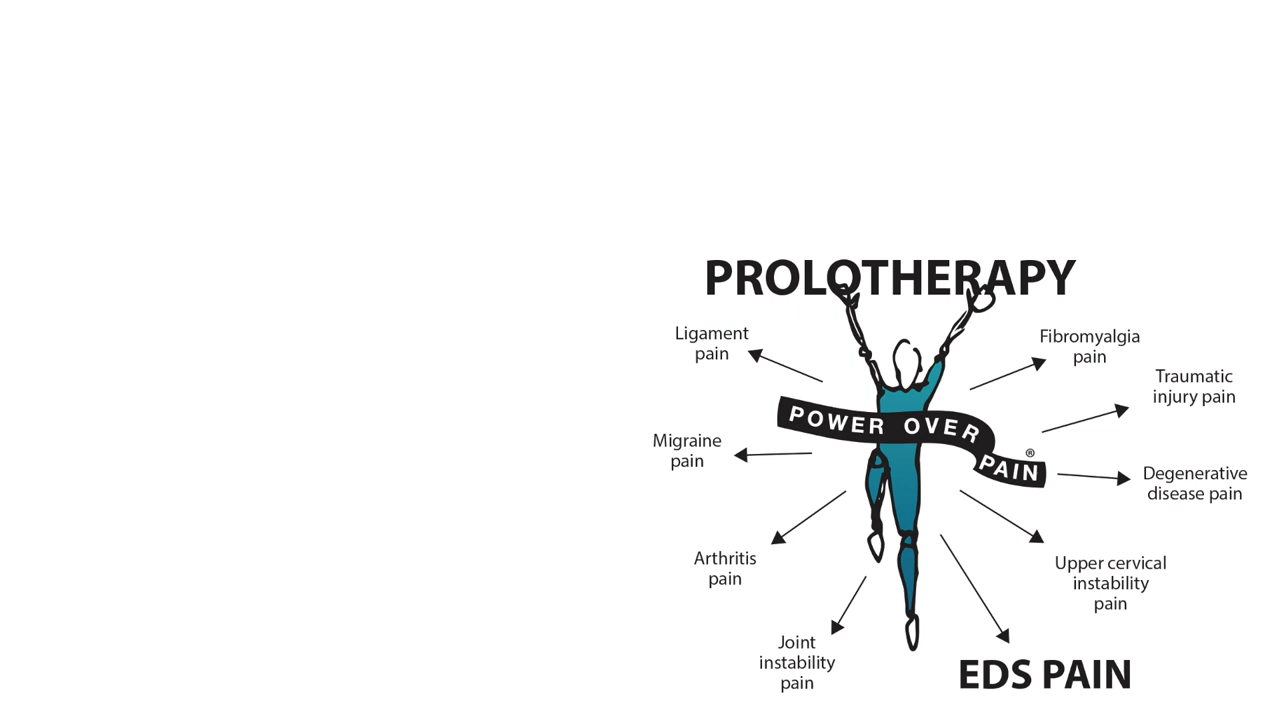 PROLOTHERAPY
Ligament
pain
Fibromyalgia
pain
Traumatic
injury pain
POWER OVER
PAIN®
Migraine
pain
Degenerative
disease pain
Arthritis
pain
Upper cervical
instability
pain
Joint
instability
pain
EDS PAIN